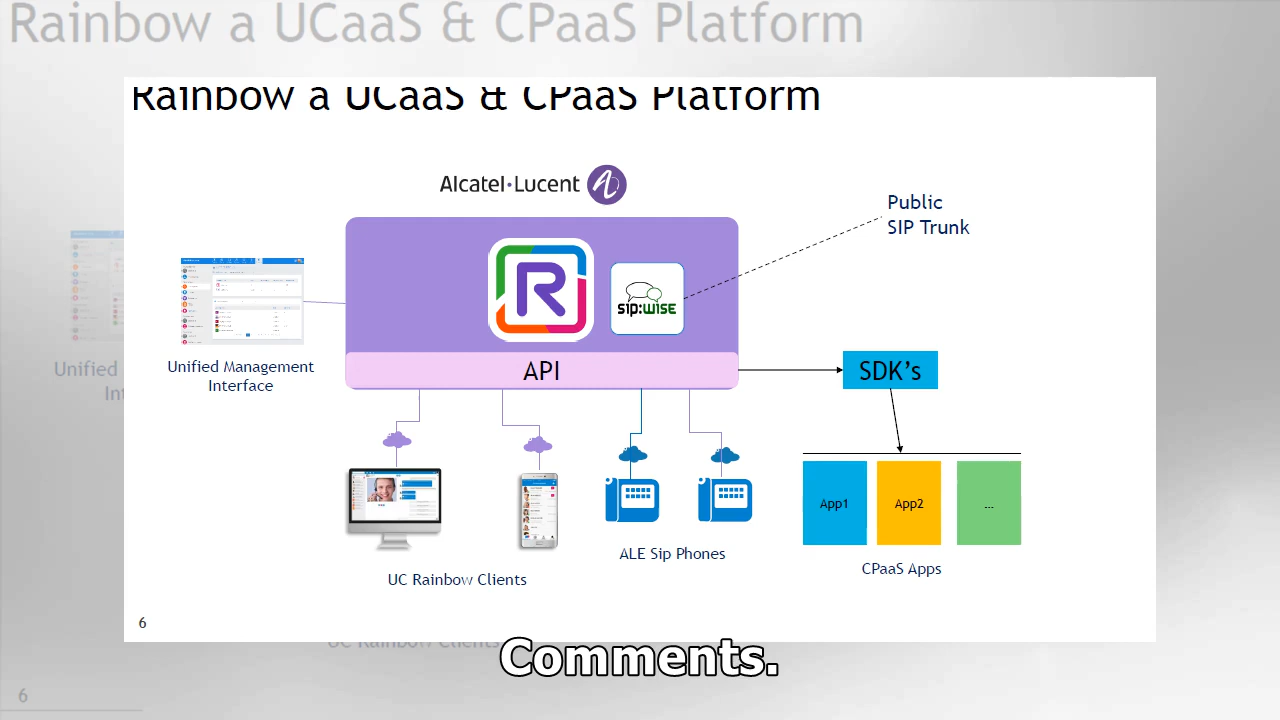 Rainbow a UCaaS & CPaaS Platform
Rainbow a UCaaS & CPaaS Platform
Alcatel·Lucent
Public
SIP Trunk
R
sip:wise
Unified Management
Interface
API
SDK's
Unified
Int
App1
App2
...
ALE Sip Phones
CPaaS Apps
UC Rainbow Clients
6
UC Rainbow Clients
Comments.
6